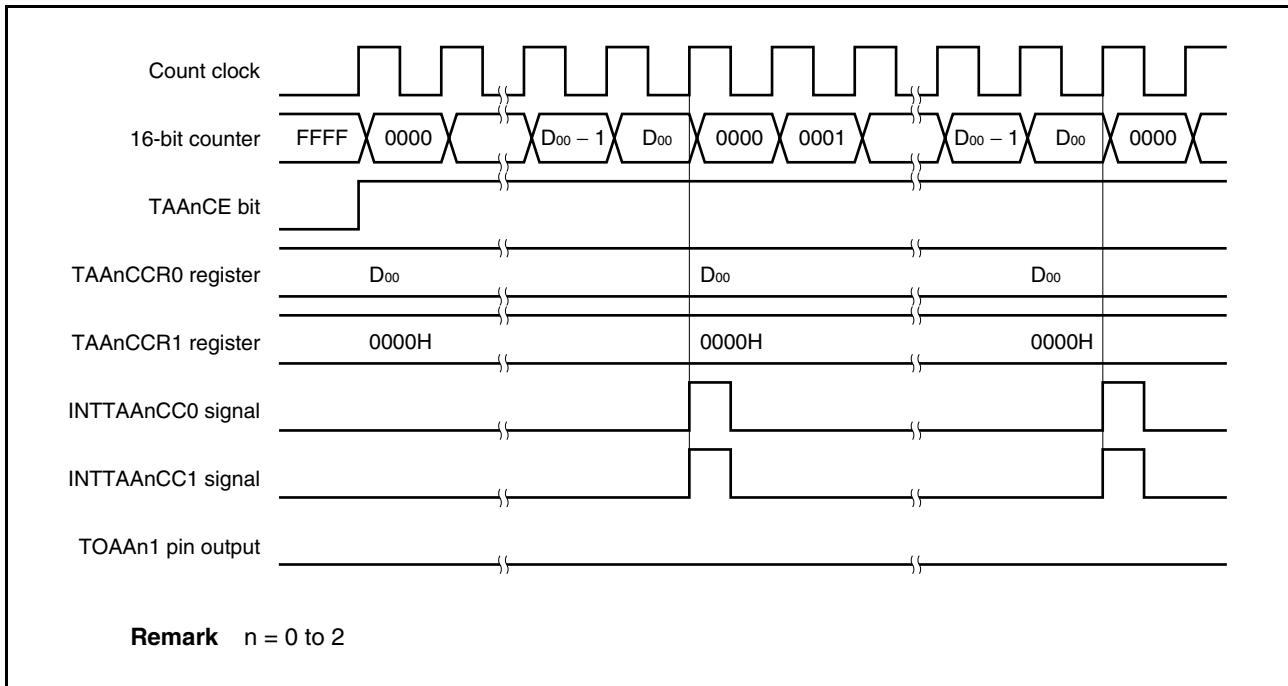 Count clock
16-bit counter FFFF 0000 D00 − 1 D00 0000 0001 D00 − 1 D00 0000
TAAnCE bit
TAAnCCR0 register D00 D00 D00
TAAnCCR1 register 0000H 0000H 0000H
INTTAAnCC0 signal
INTTAAnCC1 signal
TOAAn1 pin output
Remark n = 0 to 2